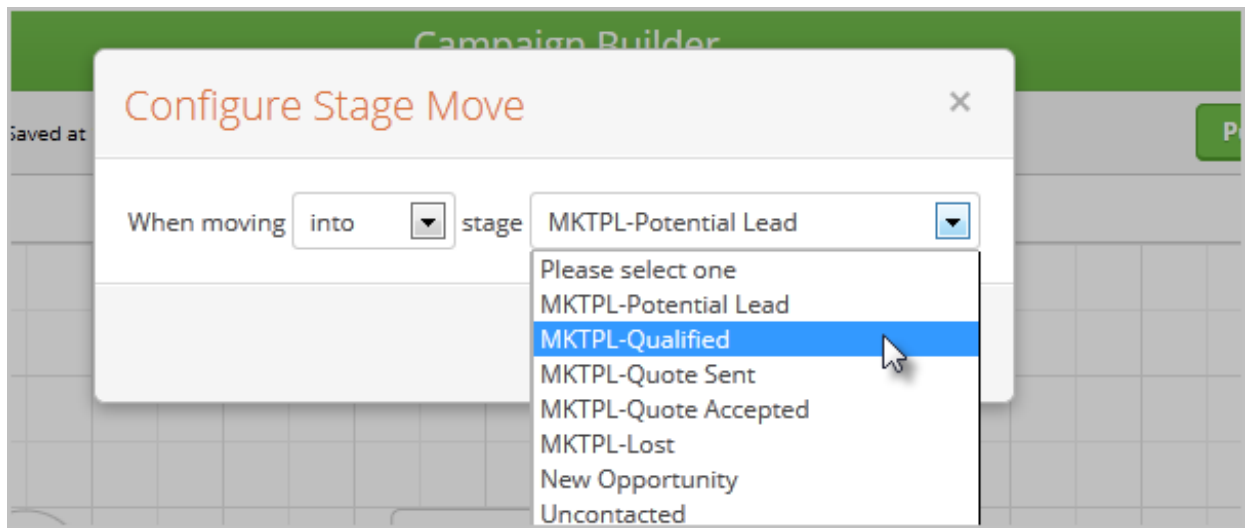 Campaign Builder
Configure Stage Move
×
Saved at
When moving into stage MKTPL-Potential Lead
Please select one
MKTPL-Potential Lead
MKTPL-Qualified
MKTPL-Quote Sent
MKTPL-Quote Accepted
MKTPL-Lost
New Opportunity
Uncontacted